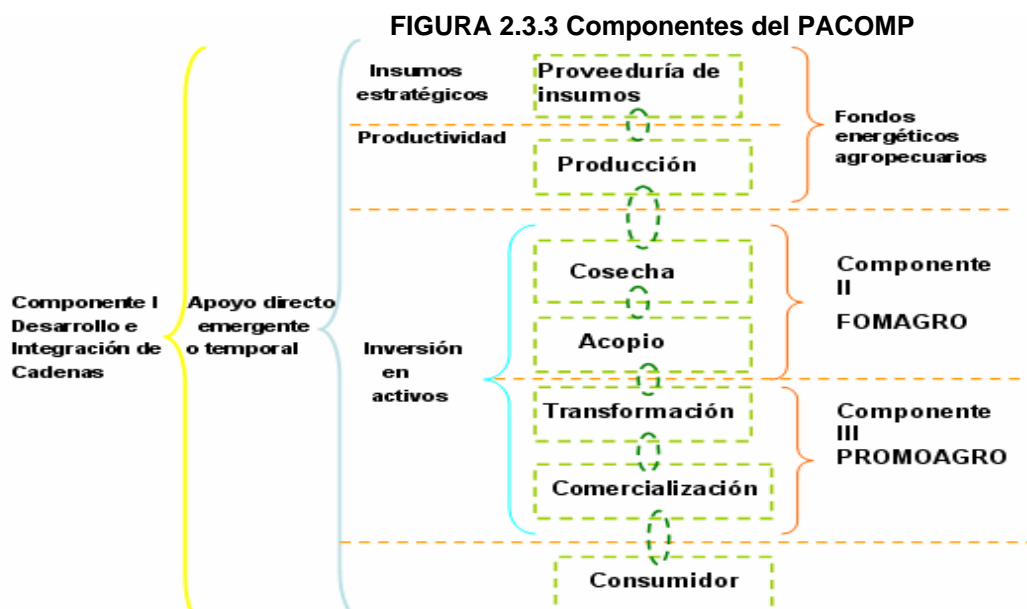 FIGURA 2.3.3 Componentes del PACOMP
Insumos
estratégicos
Proveeduría de
insumos
Productividad
Producción
Fondos
energéticos
agropecuarios
Componente I
Desarrollo e
Integración de
Cadenas
Apoyo directo
emergente
o temporal
Inversión
en
activos
Cosecha
Acopio
Componente
II
FOMAGRO
Transformación
Comercialización
Componente
III
PROMOAGRO
Consumidor